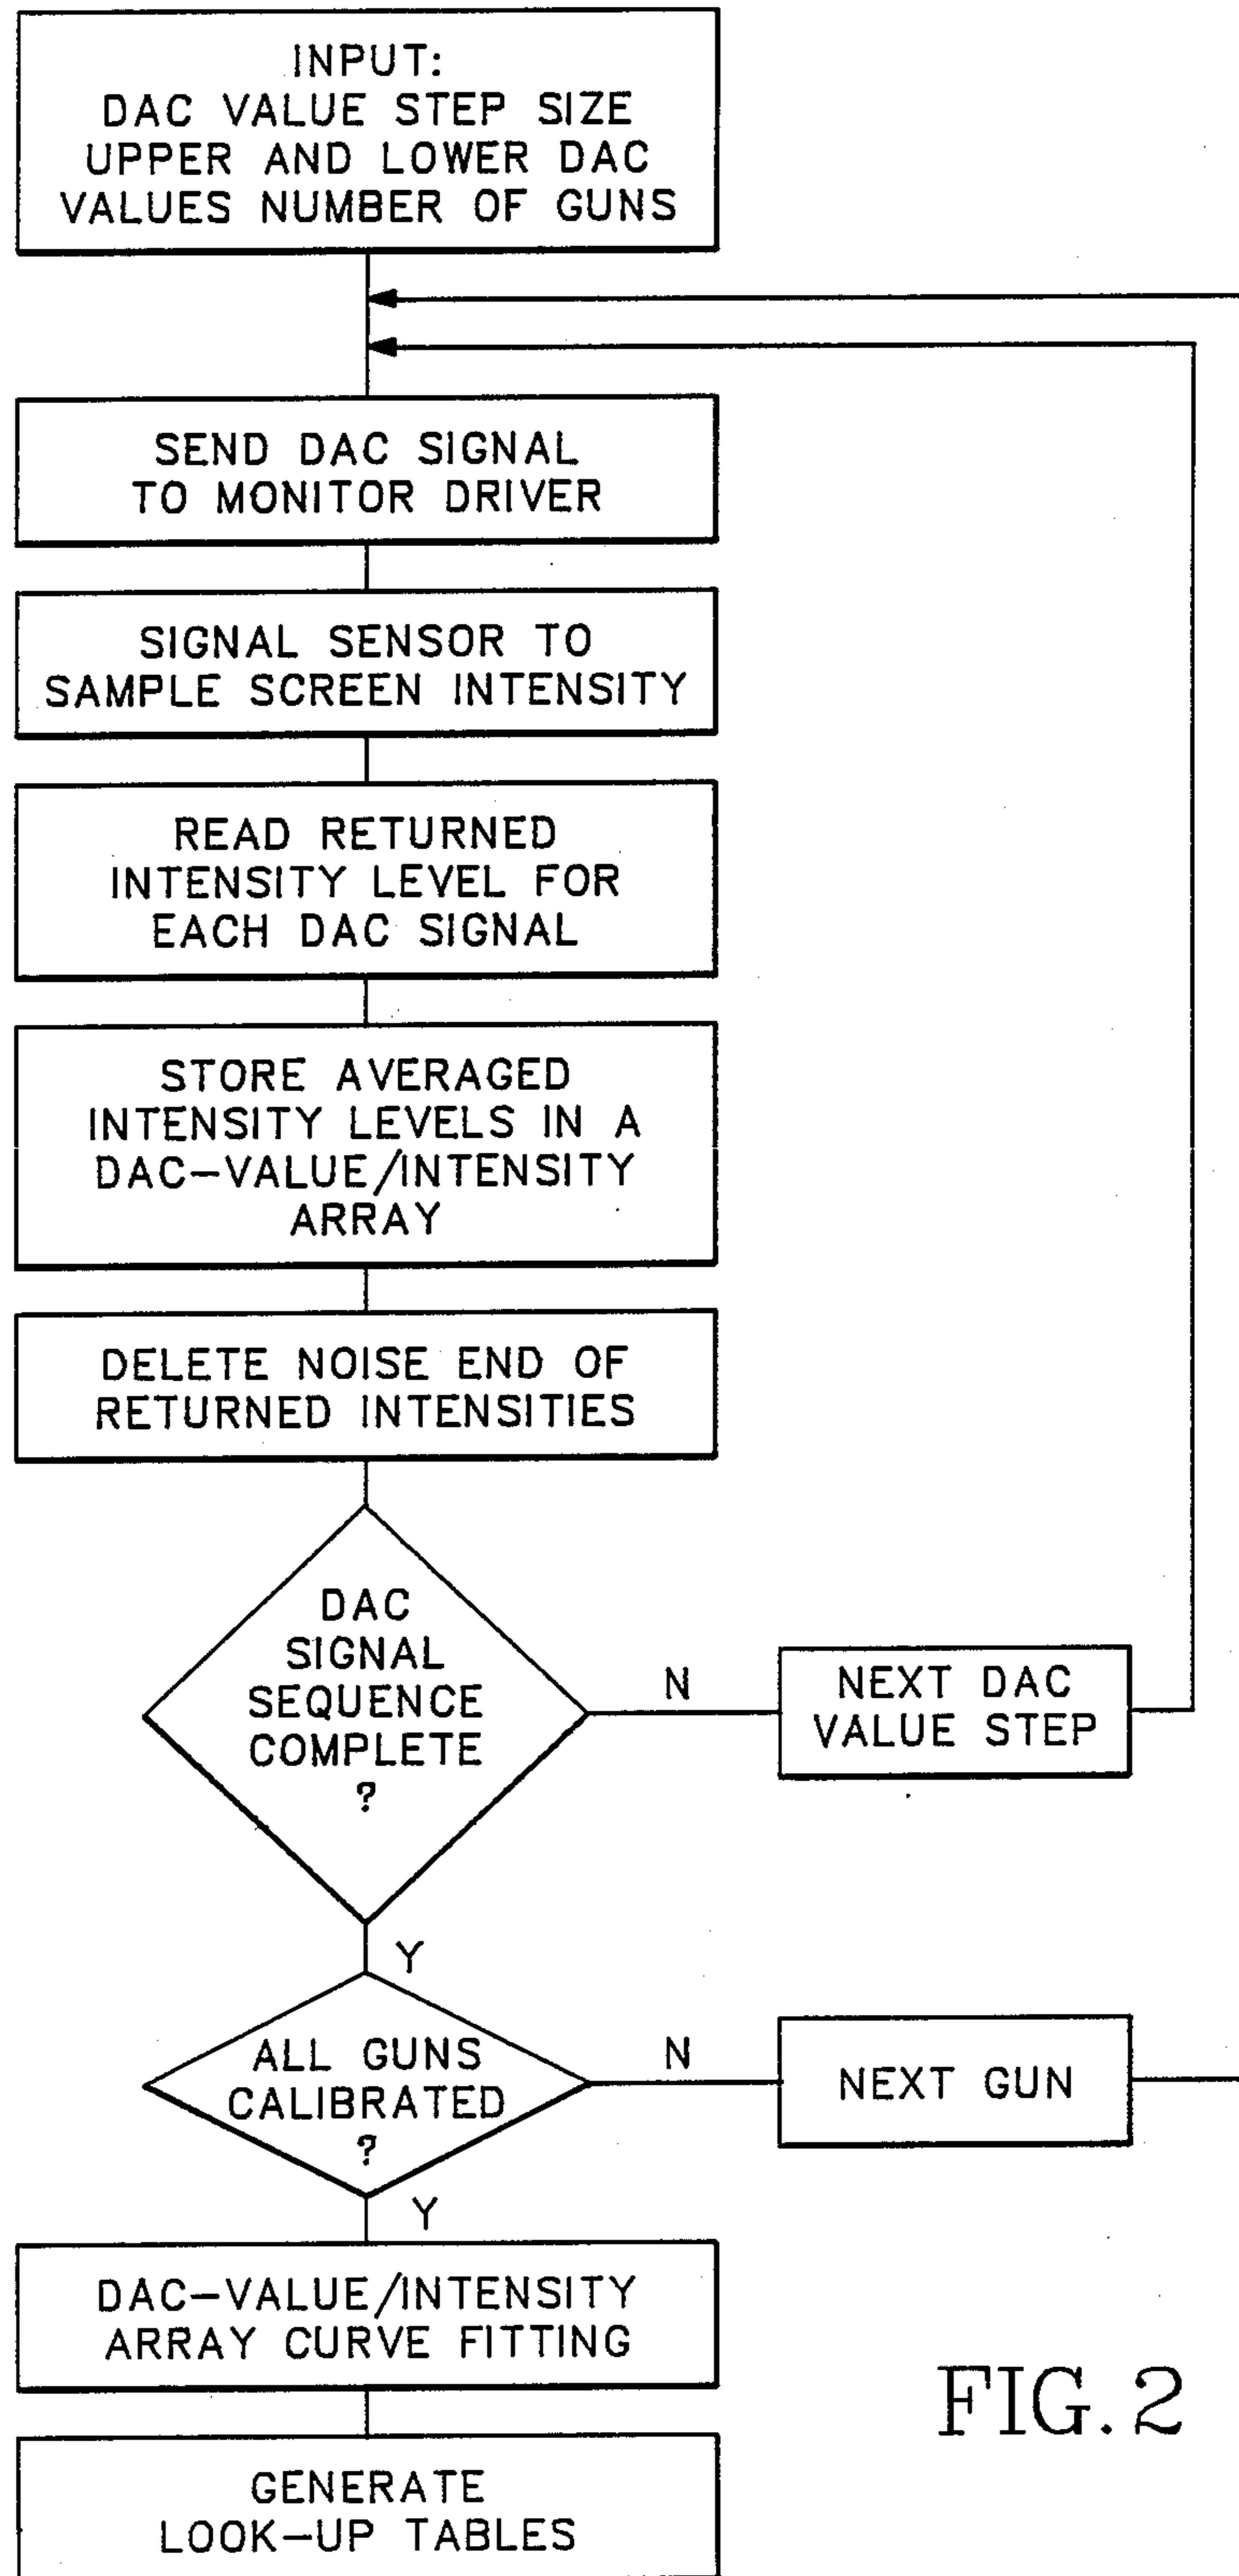 INPUT:
DAC VALUE STEP SIZE
UPPER AND LOWER DAC
VALUES NUMBER OF GUNS
SEND DAC SIGNAL
TO MONITOR DRIVER
SIGNAL SENSOR TO
SAMPLE SCREEN INTENSITY
READ RETURNED
INTENSITY LEVEL FOR
EACH DAC SIGNAL
STORE AVERAGED
INTENSITY LEVELS IN A
DAC-VALUE/INTENSITY
ARRAY
DELETE NOISE END OF
RETURNED INTENSITIES
DAC
SIGNAL
SEQUENCE
COMPLETE
?
N
NEXT DAC
VALUE STEP
Y
ALL GUNS
CALIBRATED
?
N
NEXT GUN
Y
DAC-VALUE/INTENSITY
ARRAY CURVE FITTING
GENERATE
LOOK-UP TABLES
FIG. 2